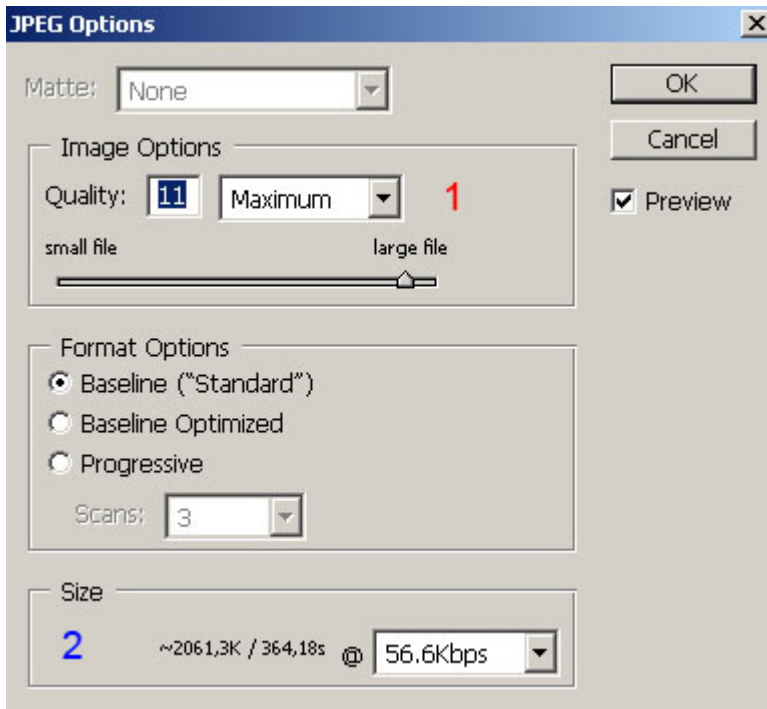 JPEG Options
Matte: None
OK
Cancel
Preview
Image Options
Quality: 11 Maximum 1
small file large file
Format Options
Baseline ("Standard")
Baseline Optimized
Progressive
Scans: 3
Size
2 ~2061,3K / 364,18s @ 56.6Kbps